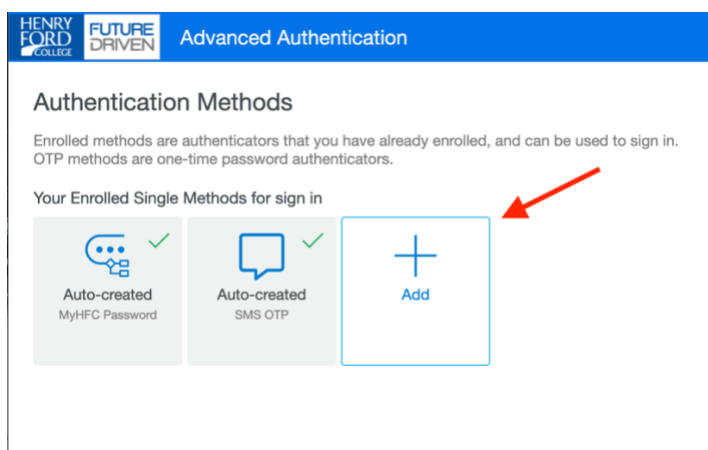 HENRY
FORD
COLLEGE
FUTURE
DRIVEN
Advanced Authentication
Authentication Methods
Enrolled methods are authenticators that you have already enrolled, and can be used to sign in.
OTP methods are one-time password authenticators.
Your Enrolled Single Methods for sign in
Auto-created
MyHFC Password
Auto-created
SMS OTP
Add